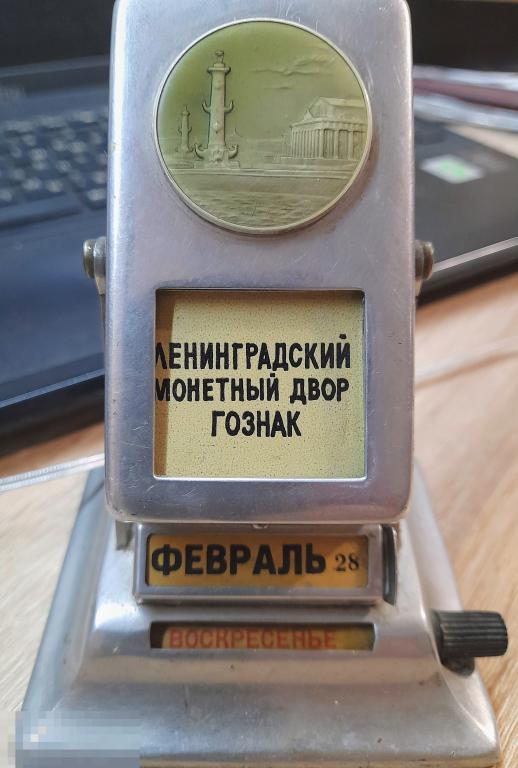 ЛЕНИНГРАДСКИЙ
МОНЕТНЫЙ ДВОР
ГОЗНАК
ФЕВРАЛЬ 28
ВОСКРЕСЕНЬЕ